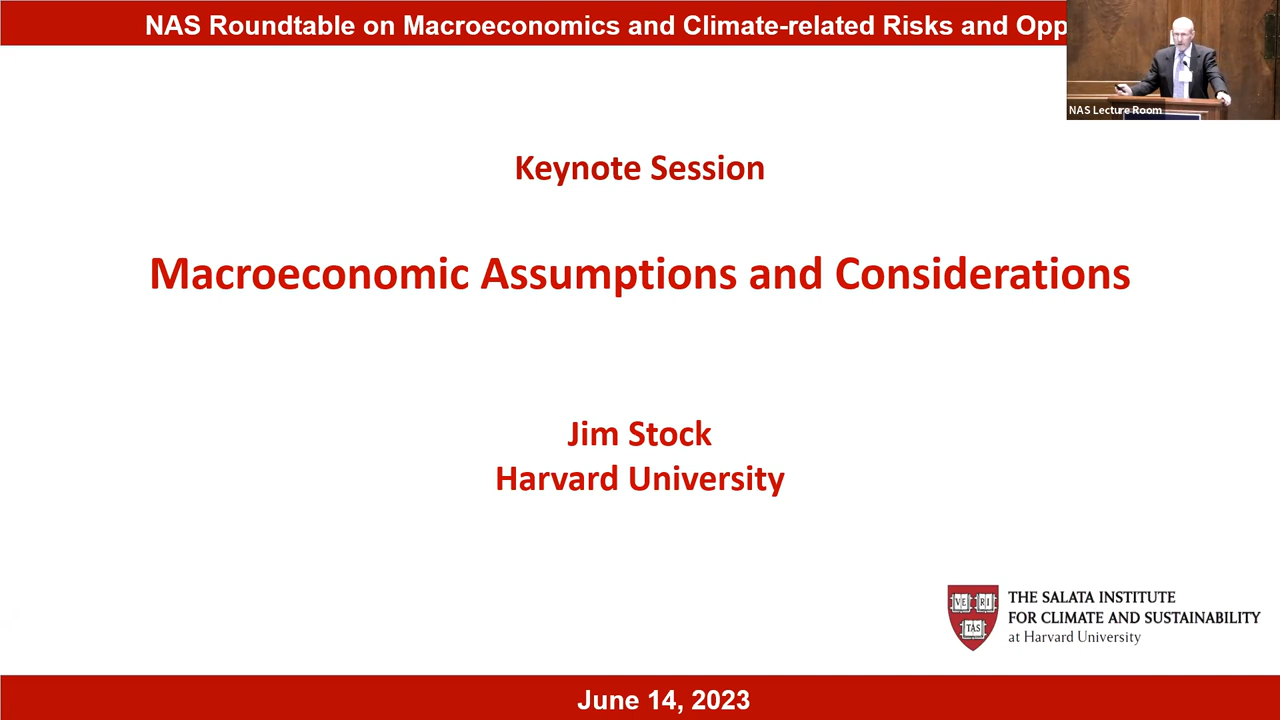 NAS Roundtable on Macroeconomics and Climate-related Risks and Opp
NAS Lecture Room
Keynote Session
Macroeconomic Assumptions and Considerations
Jim Stock
Harvard University
VE RI
TAS
THE SALATA INSTITUTE
FOR CLIMATE AND SUSTAINABILITY
at Harvard University
June 14, 2023